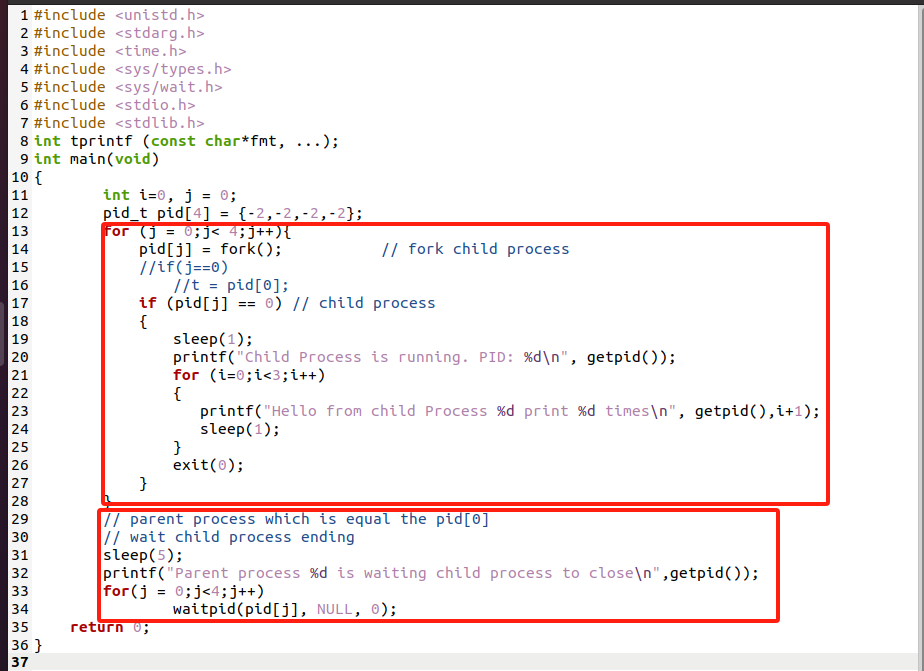 1 #include <unistd.h>
2 #include <stdarg.h>
3 #include <time.h>
4 #include <sys/types.h>
5 #include <sys/wait.h>
6 #include <stdio.h>
7 #include <stdlib.h>
8 int tprintf (const char*fmt, ...);
9 int main(void)
10 {
11         int i=0, j = 0;
12         pid_t pid[4] = {-2,-2,-2,-2};
13         for (j = 0;j< 4;j++){
14             pid[j] = fork();           // fork child process
15             //if(j==0)
16                 //t = pid[0];
17             if (pid[j] == 0) // child process
18             {
19                 sleep(1);
20                 printf("Child Process is running. PID: %d\n", getpid());
21                 for (i=0;i<3;i++)
22                 {
23                    printf("Hello from child Process %d print %d times\n", getpid(),i+1);
24                    sleep(1);
25                 }
26                 exit(0);
27             }
28         }
29         // parent process which is equal the pid[0]
30         // wait child process ending
31         sleep(5);
32         printf("Parent process %d is waiting child process to close\n",getpid());
33         for(j = 0;j<4;j++)
34                 waitpid(pid[j], NULL, 0);
35     return 0;
36 }
37